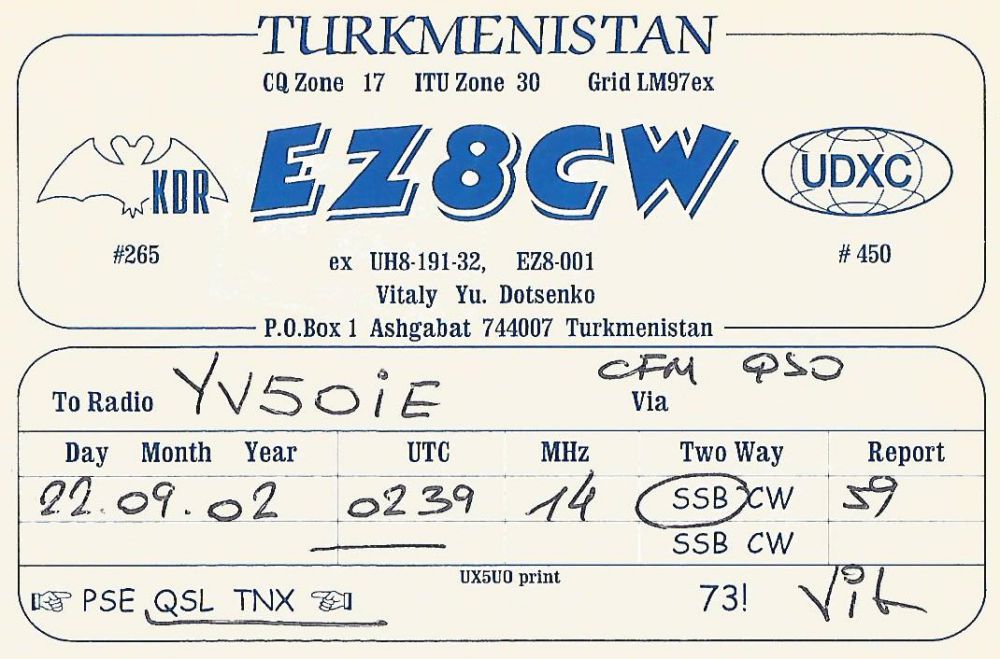 TURKMENISTAN
CQ Zone 17 ITU Zone 30 Grid LM97ex
KDR EZ8CW UDXC
#265 # 450
ex UH8-191-32, EZ8-001
Vitaly Yu. Dotsenko
P.O.Box 1 Ashgabat 744007 Turkmenistan
CFM QSO
To Radio YV5OIE Via
Day Month Year UTC MHz Two Way Report
22.09.02 0239 14 SSB CW 59
SSB CW
UX5UO print
PSE QSL TNX 73! Vit